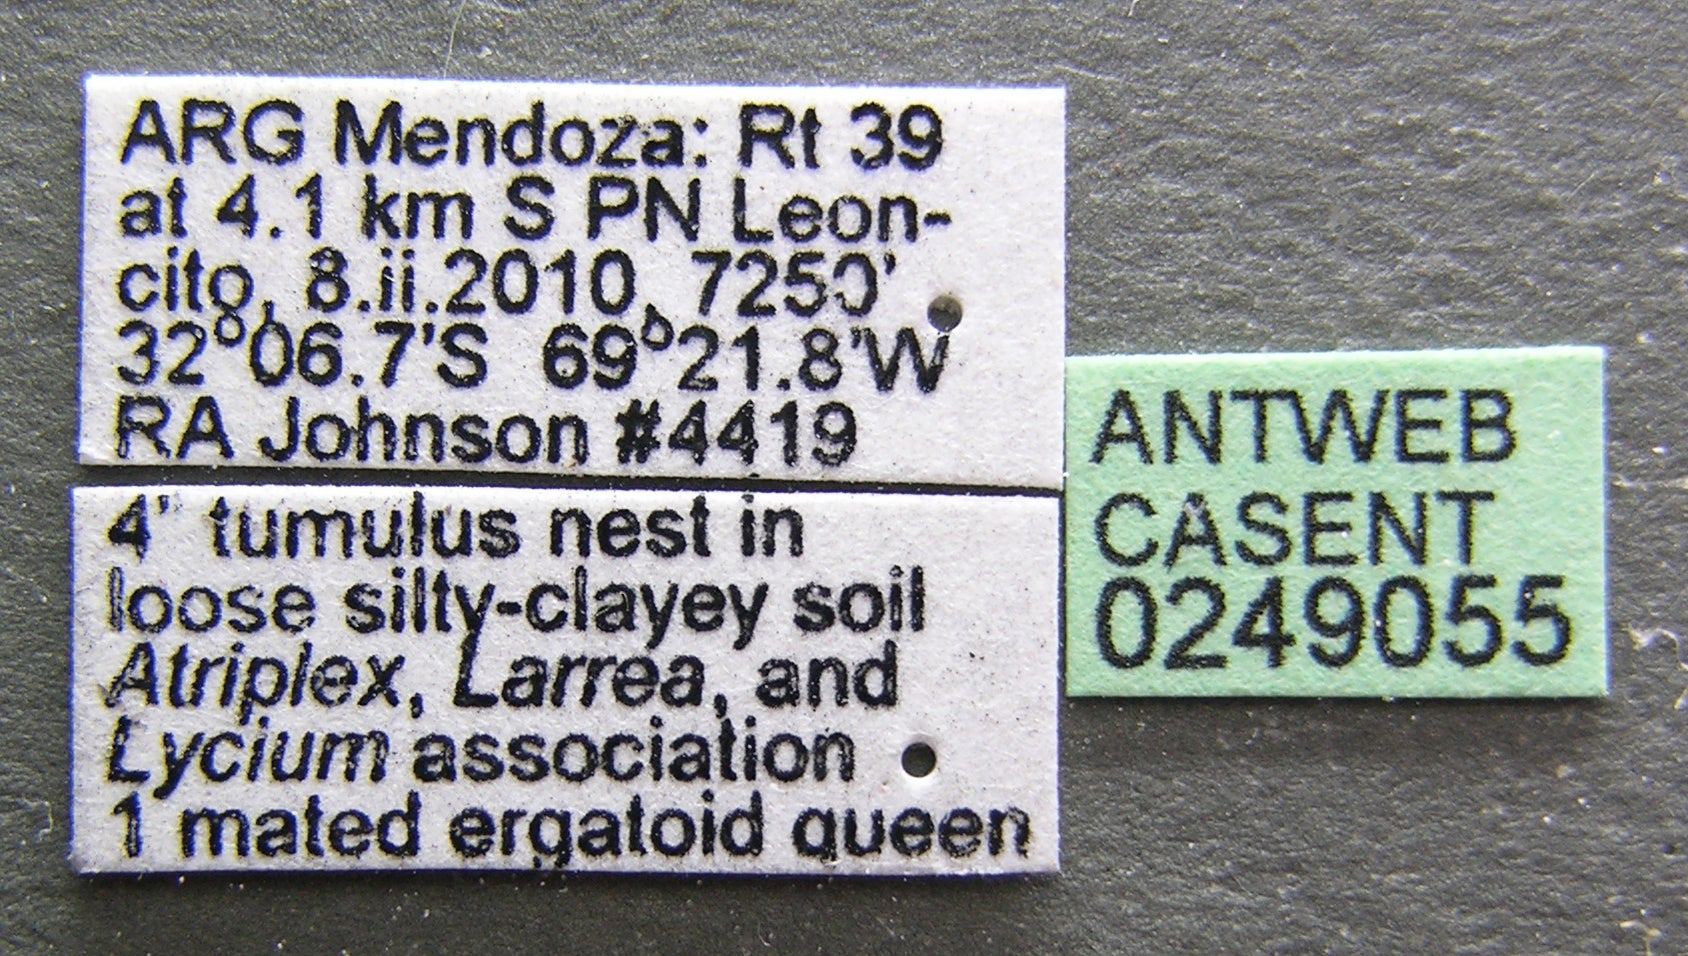 ARG Mendoza: Rt 39
at 4.1 km S PN Leon-
cito, 8.ii.2010, 7250'
32°06.7'S 69°21.8'W
RA Johnson #4419
4' tumulus nest in
loose silty-clayey soil
Atriplex, Larrea, and
Lycium association
1 mated ergatoid queen
ANTWEB
CASENT
0249055